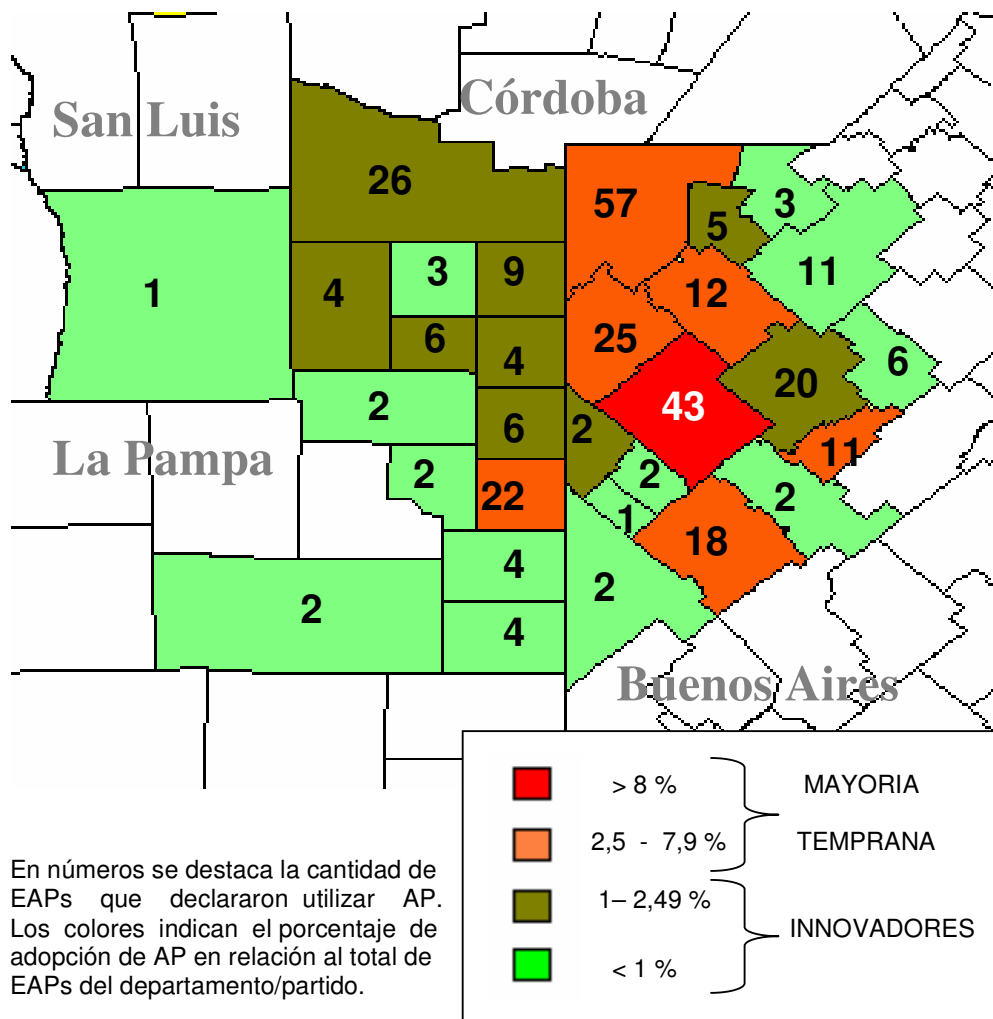 San Luis
Córdoba
26
57
3
5
1
4
3
9
12
11
6
4
25
20
6
2
6
2
43
11
La Pampa
2
22
2
2
1
18
4
2
2
4
Buenos Aires
> 8 %
MAYORIA
2,5 - 7,9 %
TEMPRANA
1– 2,49 %
INNOVADORES
< 1 %
En números se destaca la cantidad de
EAPs que declararon utilizar AP.
Los colores indican el porcentaje de
adopción de AP en relación al total de
EAPs del departamento/partido.